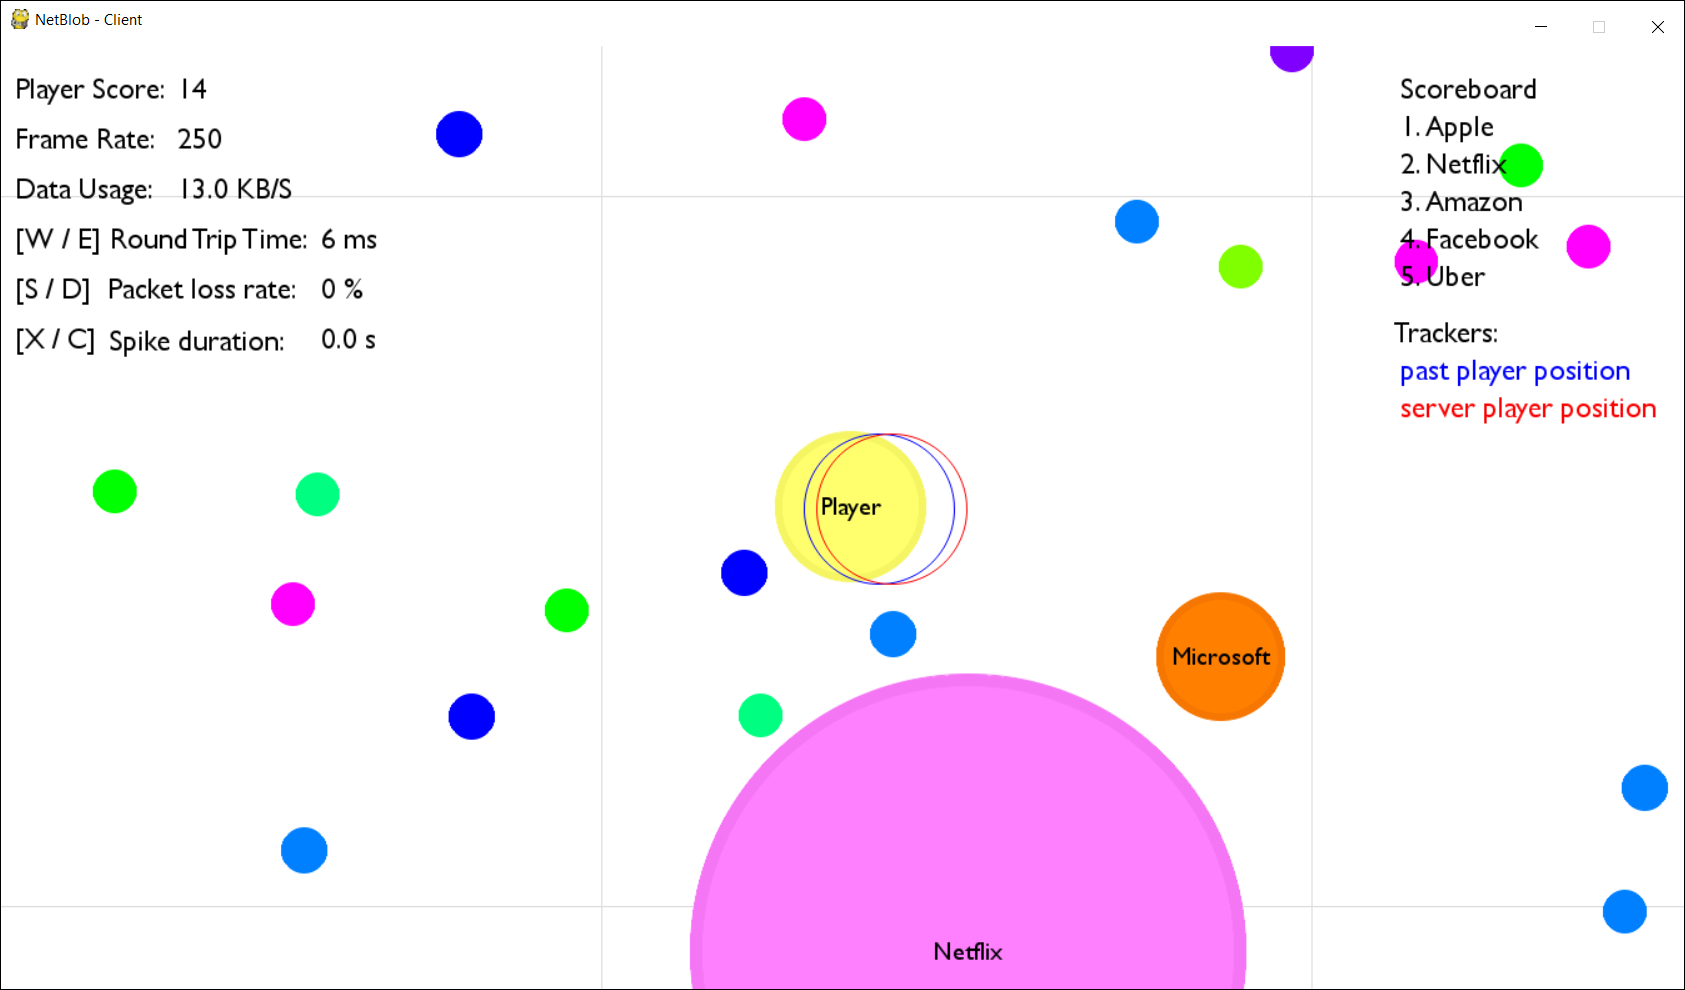 NetBlob - Client
Player Score: 14
Frame Rate: 250
Data Usage: 13.0 KB/S
[W / E] Round Trip Time: 6 ms
[S / D] Packet loss rate: 0 %
[X / C] Spike duration: 0.0 s
Scoreboard
1. Apple
2. Netflix
3. Amazon
4. Facebook
5. Uber
Trackers:
past player position
server player position
Player
Microsoft
Netflix